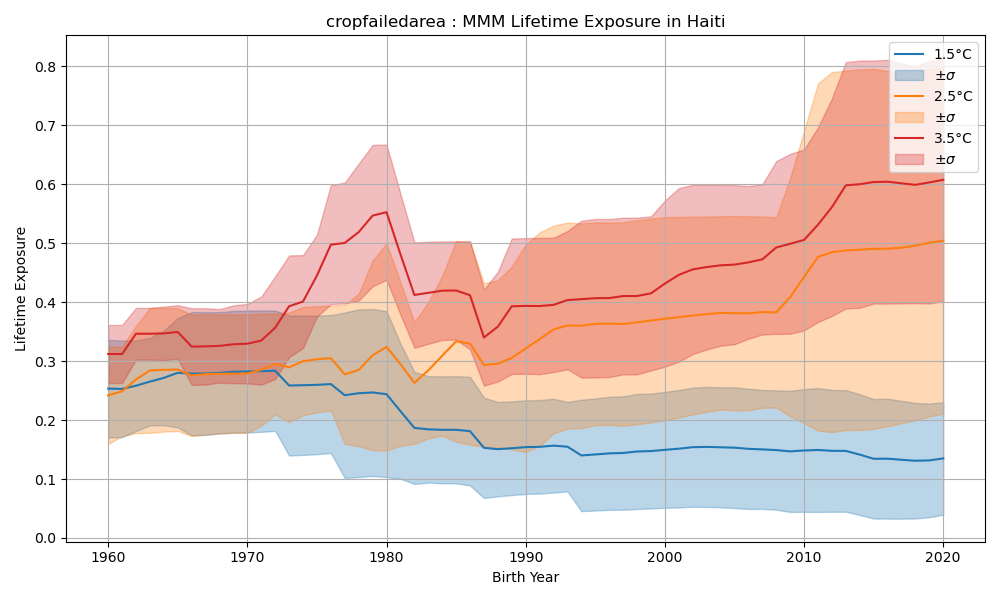 cropfailedarea : MMM Lifetime Exposure in Haiti
Lifetime Exposure
0.8
0.7
0.6
0.5
0.4
0.3
0.2
0.1
0.0
1960
1970
1980
1990
2000
2010
2020
Birth Year
1.5°C
±σ
2.5°C
±σ
3.5°C
±σ